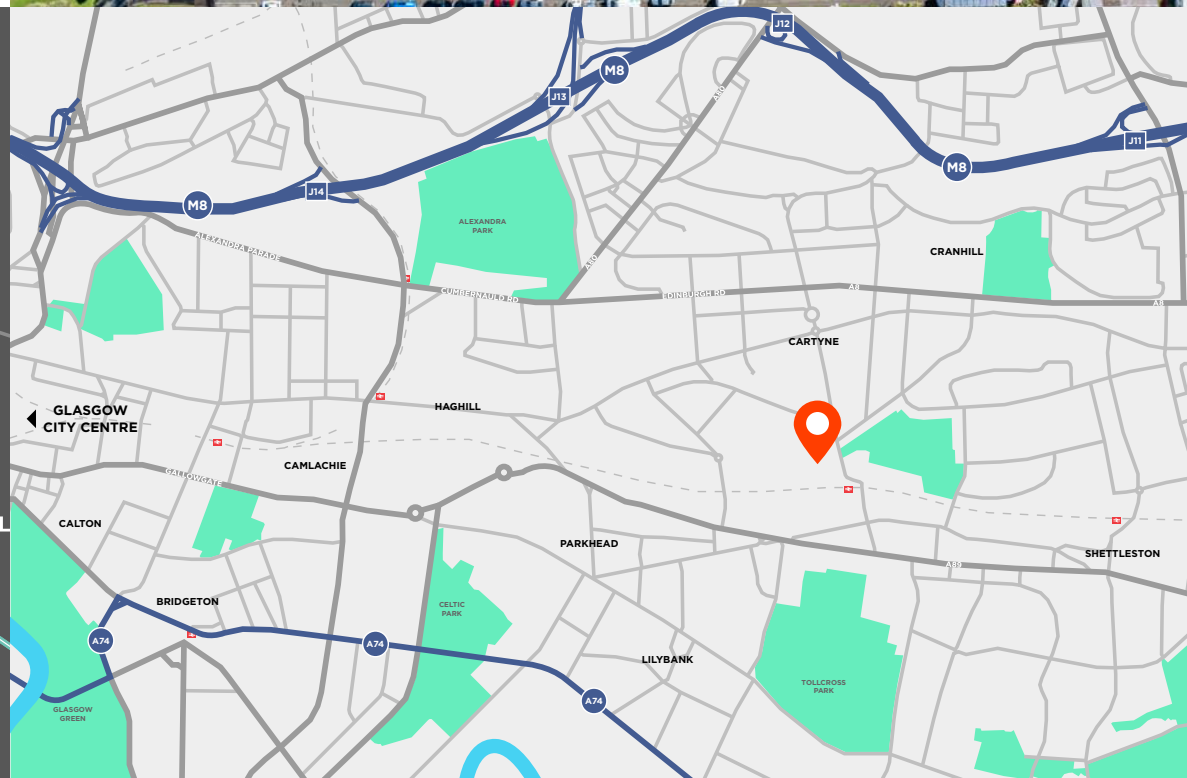 J12
M8
A80
J13
J11
M8
J14
M8
ALEXANDRA
PARK
ALEXANDRA PARADE
CRANHILL
A80
CUMBERNAULD RD
EDINBURGH RD
A8
A8
CARTYNE
HAGHILL
GLASGOW
CITY CENTRE
CAMLACHIE
GALLOWGATE
CALTON
PARKHEAD
SHETTLESTON
A89
BRIDGETON
CELTIC
PARK
A74
A74
LILYBANK
TOLLCROSS
PARK
A74
GLASGOW
GREEN